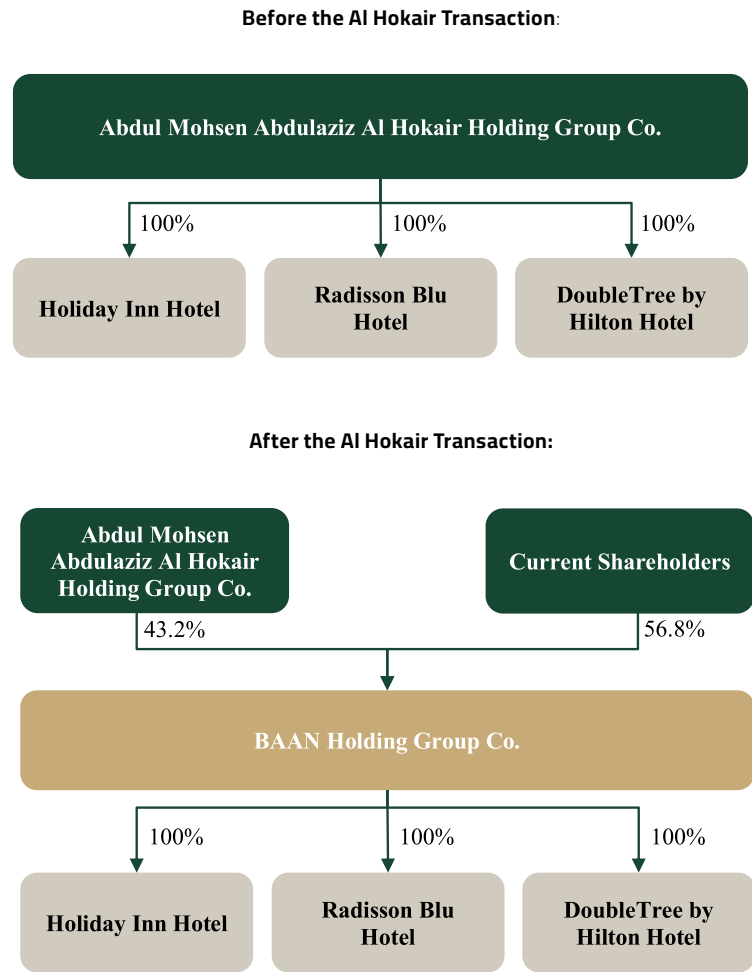 Before the Al Hokair Transaction:
Abdul Mohsen Abdulaziz Al Hokair Holding Group Co.
100%
100%
100%
Holiday Inn Hotel
Radisson Blu
Hotel
DoubleTree by
Hilton Hotel
After the Al Hokair Transaction:
Abdul Mohsen
Abdulaziz Al Hokair
Holding Group Co.
Current Shareholders
43.2%
56.8%
BAAN Holding Group Co.
100%
100%
100%
Holiday Inn Hotel
Radisson Blu
Hotel
DoubleTree by
Hilton Hotel